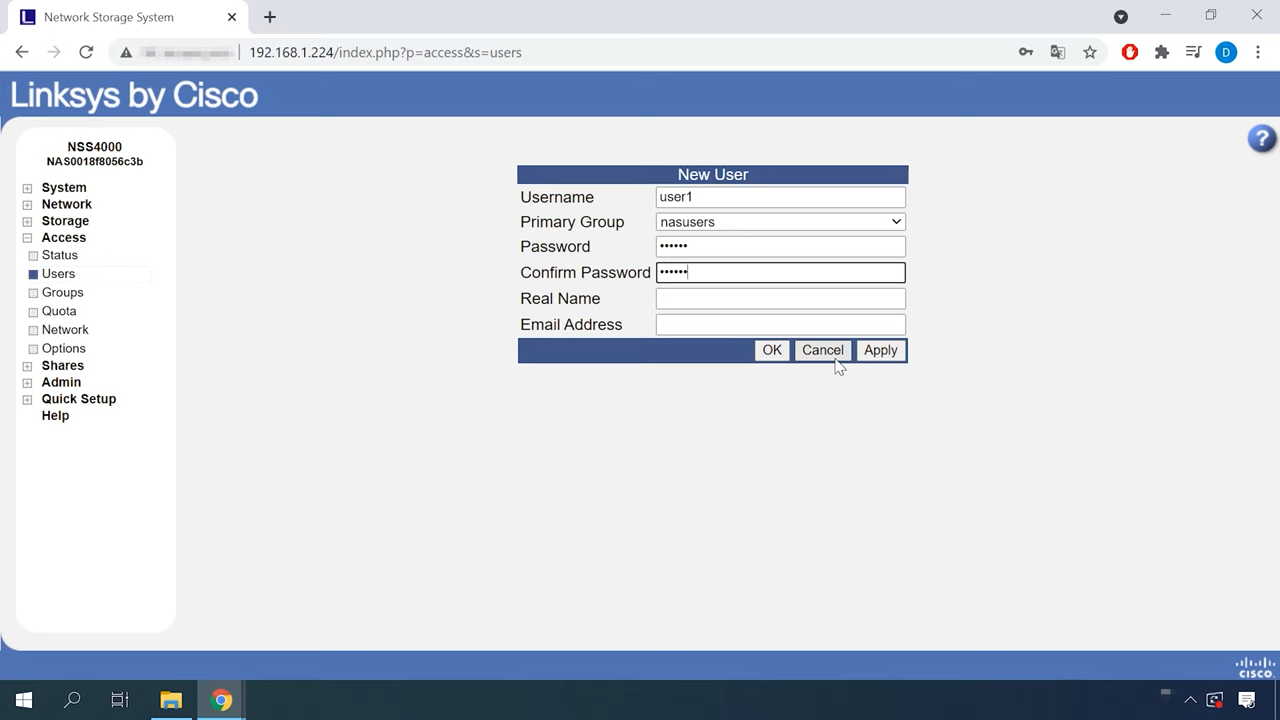 Network Storage System
192.168.1.224/index.php?p=access&s=users
D
Linksys by Cisco
?
NSS4000
NAS0018f8056c3b
System
Network
Storage
Access
Status
Users
Groups
Quota
Network
Options
Shares
Admin
Quick Setup
Help
New User
Username user1
Primary Group nasusers
Password ••••••
Confirm Password ••••••
Real Name
Email Address
OK Cancel Apply
CISCO